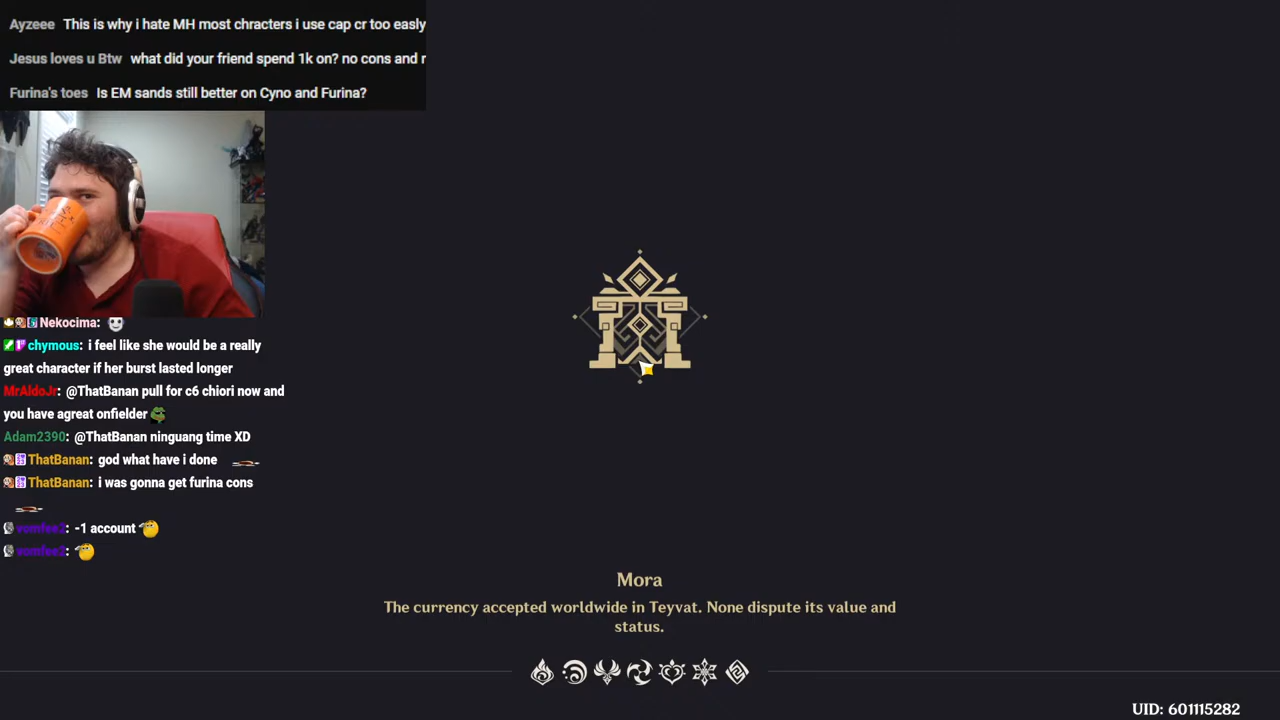 Ayzeee This is why i hate MH most chracters i use cap cr too easly
Jesus loves u Btw what did your friend spend 1k on? no cons and r
Furina's toes Is EM sands still better on Cyno and Furina?
Nekocima:
chymous: i feel like she would be a really
great character if her burst lasted longer
MrAldoJr: @ThatBanan pull for c6 chiori now and
you have agreat onfielder
Adam2390: @ThatBanan ninguang time XD
ThatBanan: god what have i done
ThatBanan: i was gonna get furina cons
vomfee2: -1 account
vomfee2:
Mora
The currency accepted worldwide in Teyvat. None dispute its value and
status.
UID: 601115282